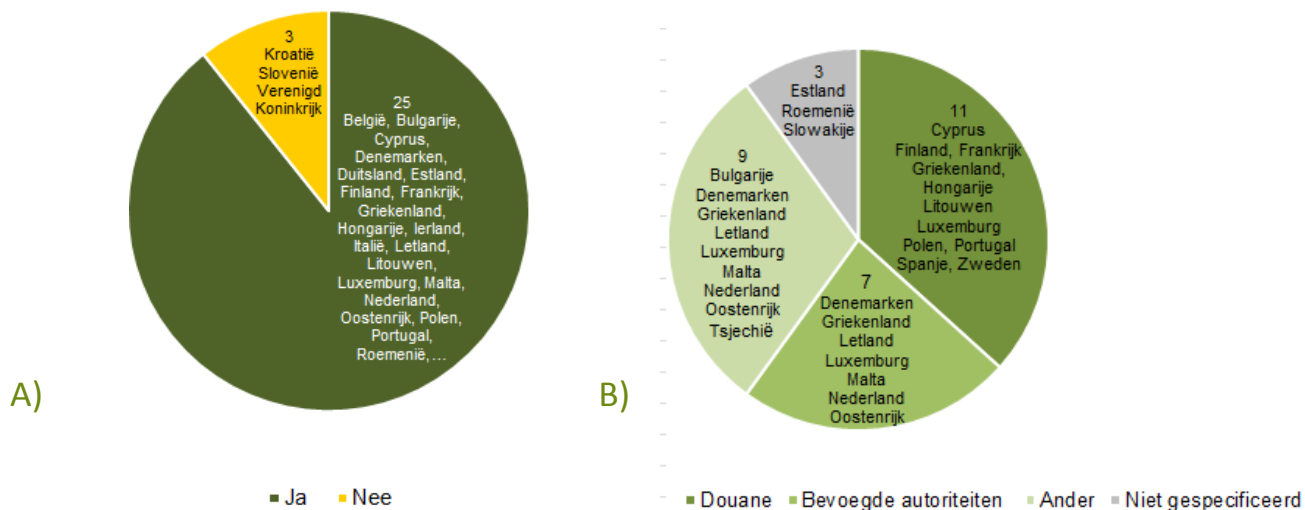 3
Kroatië
Slovenië
Verenigd
Koninkrijk
25
België, Bulgarije,
Cyprus,
Denemarken,
Duitsland, Estland,
Finland, Frankrijk,
Griekenland,
Hongarije, Ierland,
Italië, Letland,
Litouwen,
Luxemburg, Malta,
Nederland,
Oostenrijk, Polen,
Portugal,
Roemenië,...
A)
Ja
Nee
3
Estland
Roemenië
Slowakije
11
Cyprus
Finland, Frankrijk
Griekenland,
Hongarije
Litouwen
Luxemburg
Polen, Portugal
Spanje, Zweden
9
Bulgarije
Denemarken
Griekenland
Letland
Luxemburg
Malta
Nederland
Oostenrijk
Tsjechië
7
Denemarken
Griekenland
Letland
Luxemburg
Malta
Nederland
Oostenrijk
B)
Douane
Bevoegde autoriteiten
Ander
Niet gespecificeerd